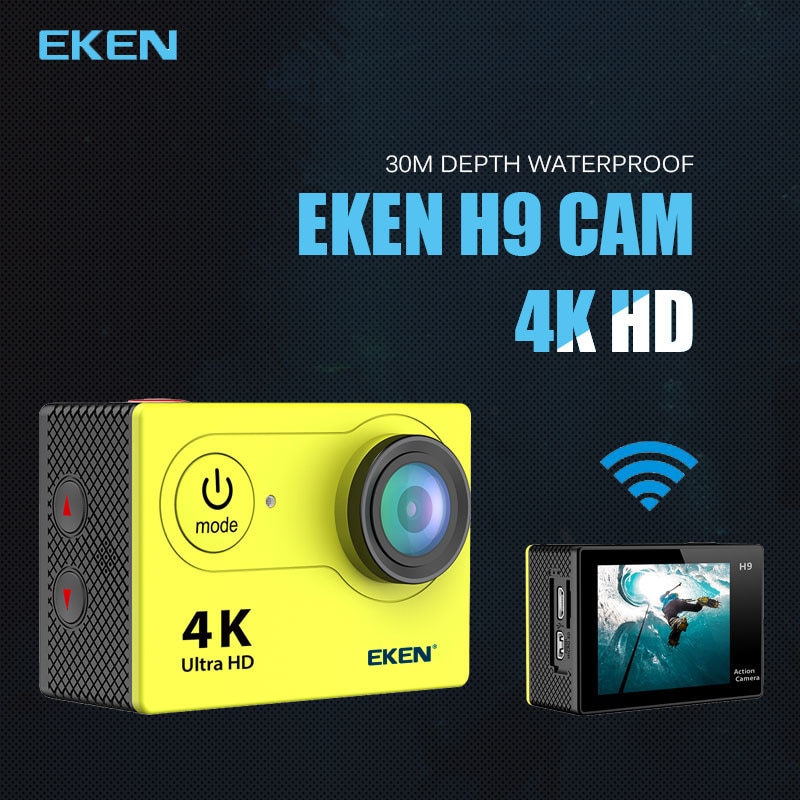 EKEN
30M DEPTH WATERPROOF
EKEN H9 CAM
4K HD
mode
4K
Ultra HD
EKEN®
H9
Action
Camera